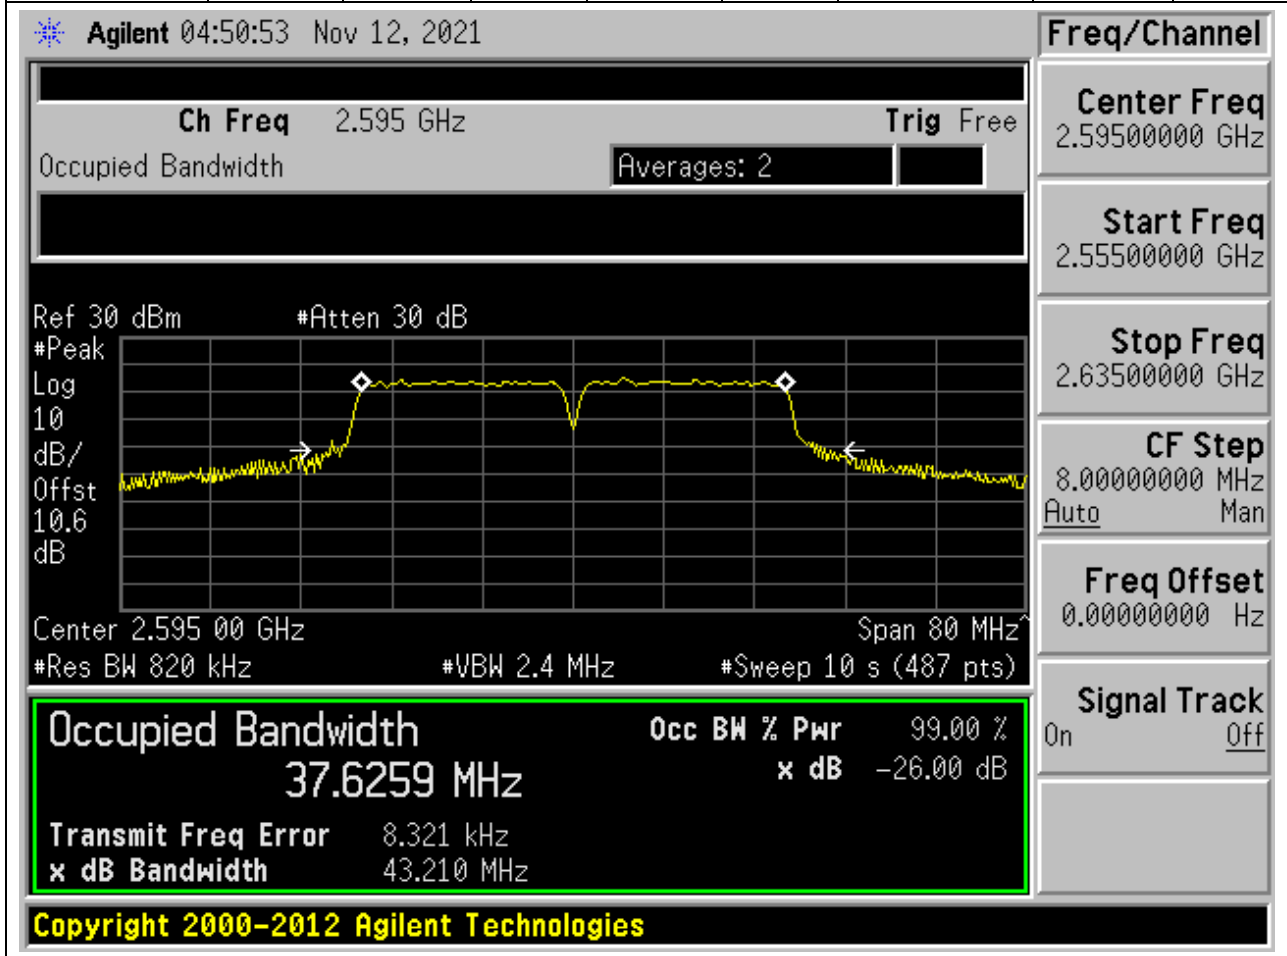 Agilent 04:50:53 Nov 12, 2021
Freq/Channel
Ch Freq 2.595 GHz Trig Free
Occupied Bandwidth Averages: 2
Center Freq
2.59500000 GHz
Start Freq
2.55500000 GHz
Stop Freq
2.63500000 GHz
CF Step
8.00000000 MHz
Auto Man
Freq Offset
0.00000000 Hz
Signal Track
On Off
Ref 30 dBm #Atten 30 dB
#Peak
Log
10
dB/
Offst
10.6
dB
Center 2.595 00 GHz Span 80 MHz^
#Res BW 820 kHz #VBW 2.4 MHz #Sweep 10 s (487 pts)
Occupied Bandwidth Occ BW % Pwr 99.00 %
37.6259 MHz x dB -26.00 dB
Transmit Freq Error 8.321 kHz
x dB Bandwidth 43.210 MHz
Copyright 2000-2012 Agilent Technologies